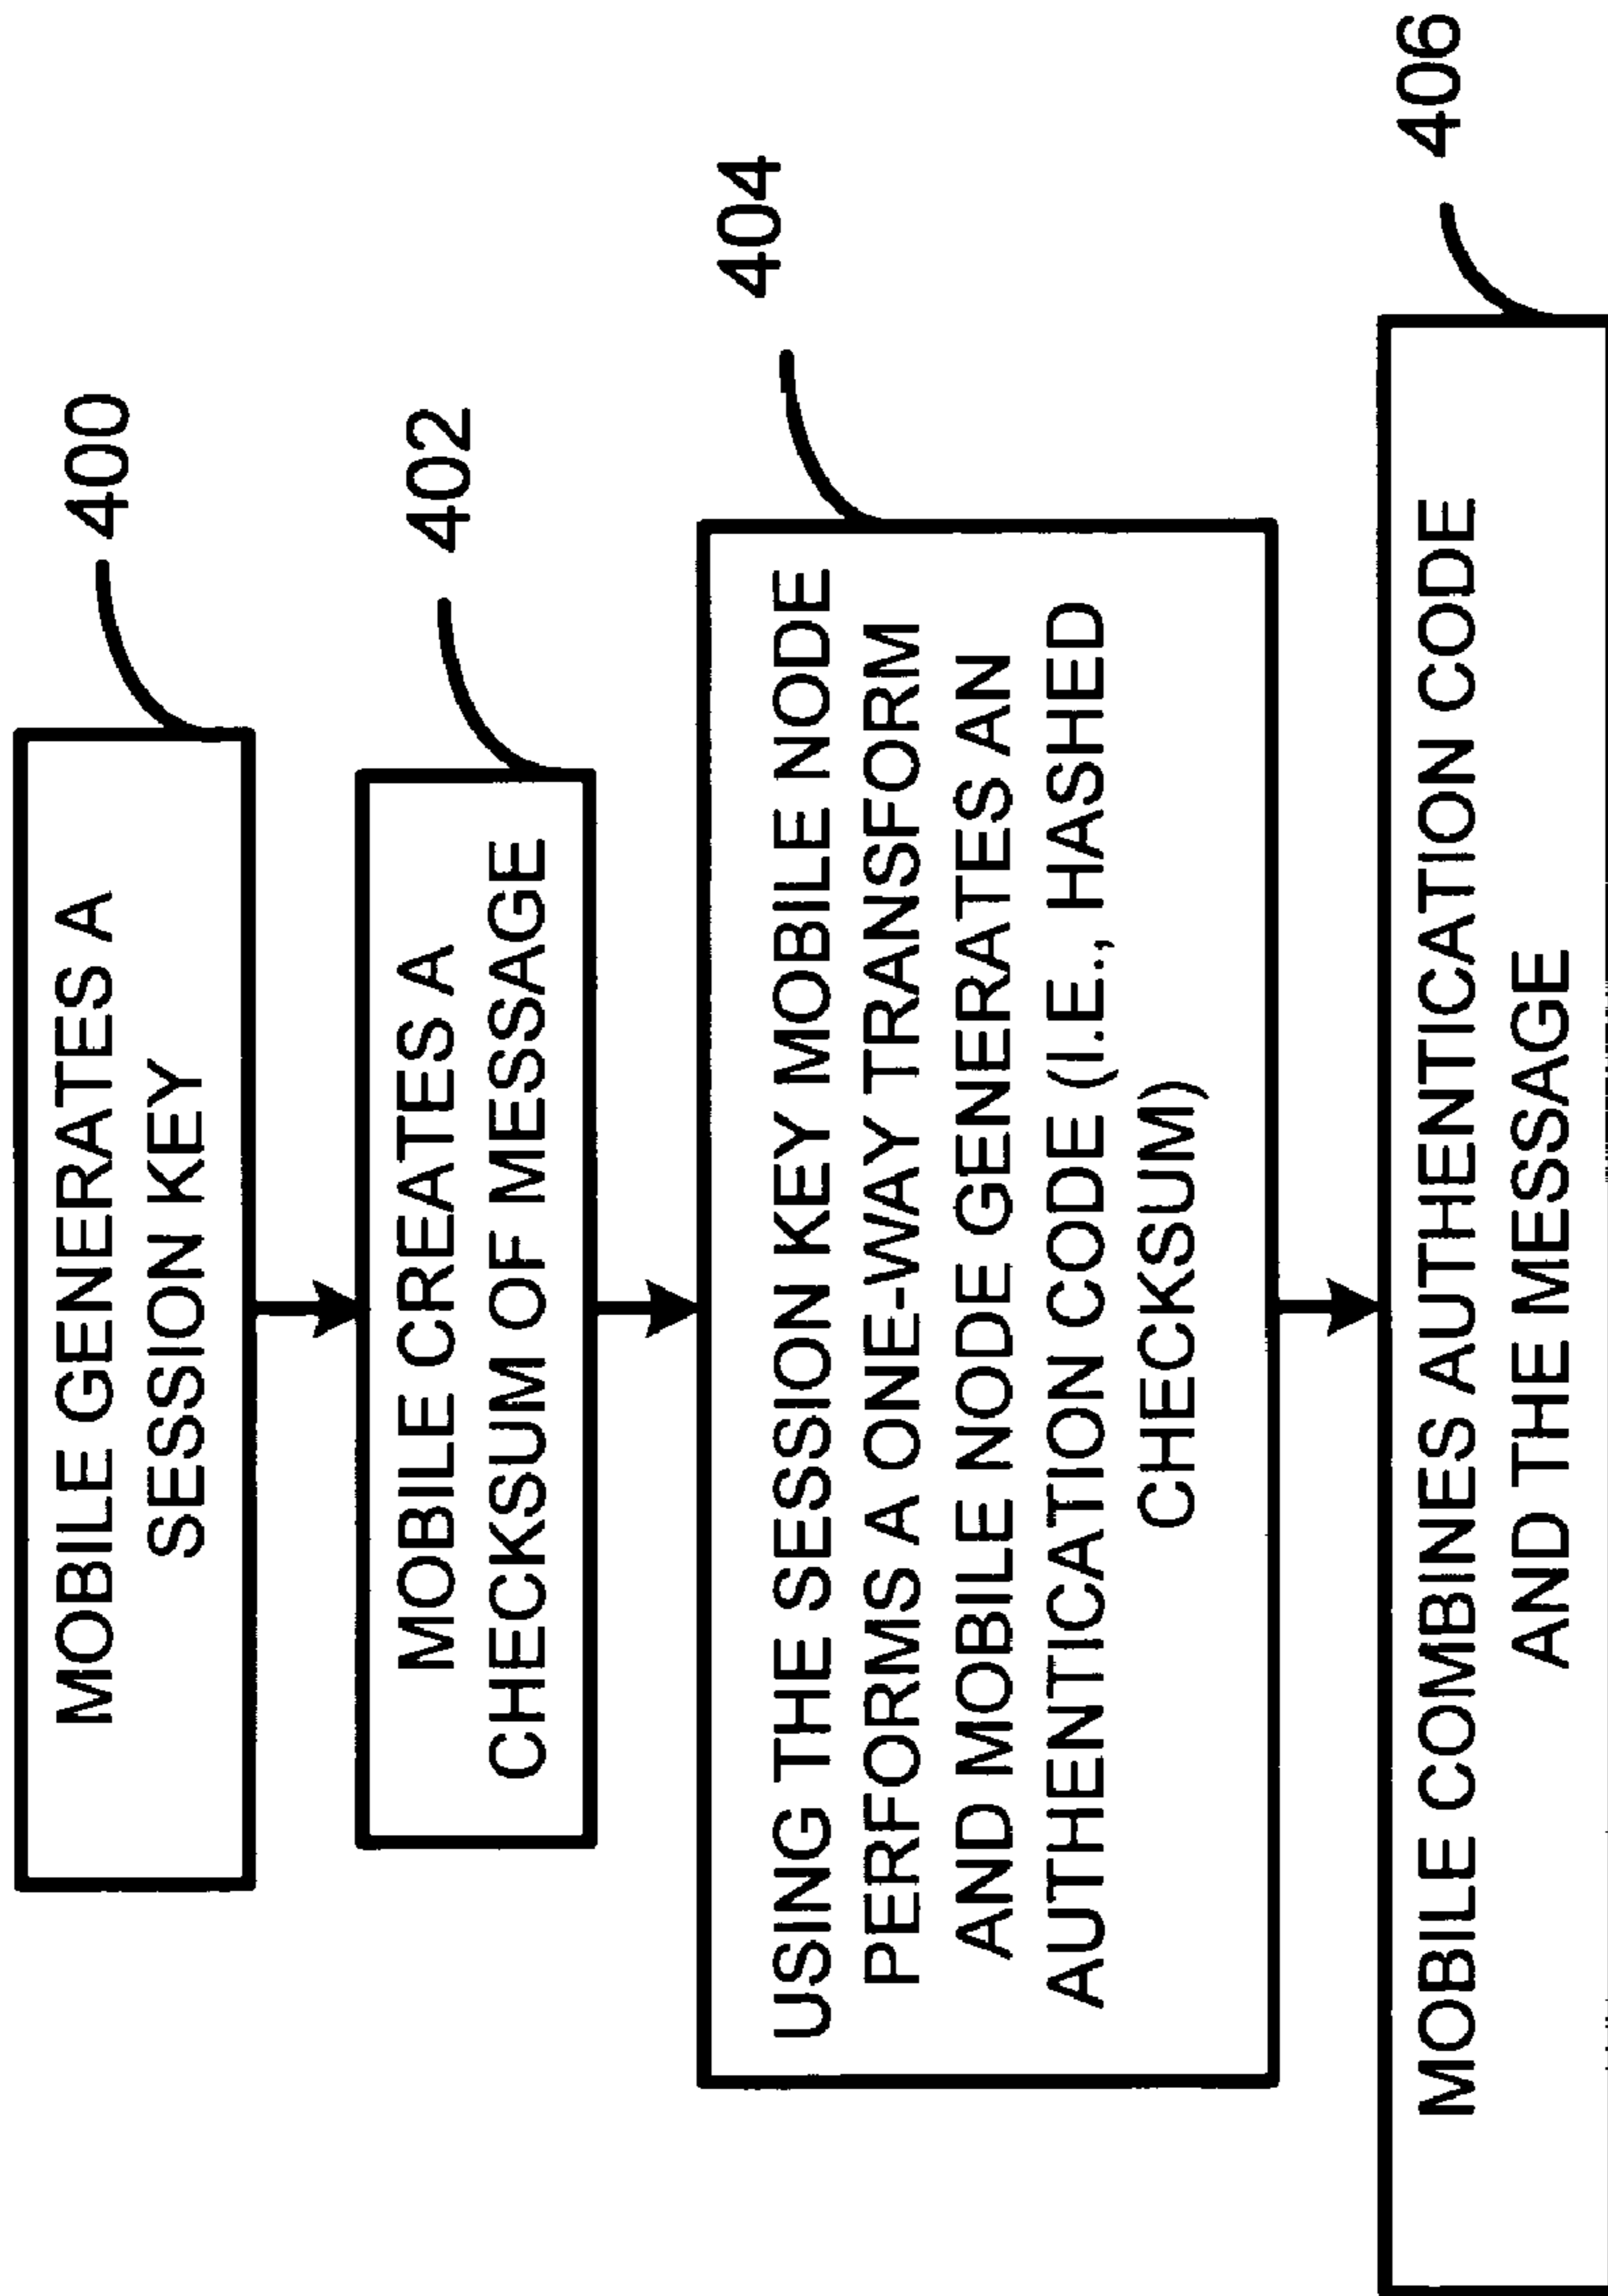 MOBILE GENERATES A
SESSION KEY
400
MOBILE CREATES A
CHECKSUM OF MESSAGE
402
USING THE SESSION KEY MOBILE NODE
PERFORMS A ONE-WAY TRANSFORM
AND MOBILE NODE GENERATES AN
AUTHENTICATION CODE (I.E., HASHED
CHECKSUM)
404
MOBILE COMBINES AUTHENTICATION CODE
AND THE MESSAGE
406